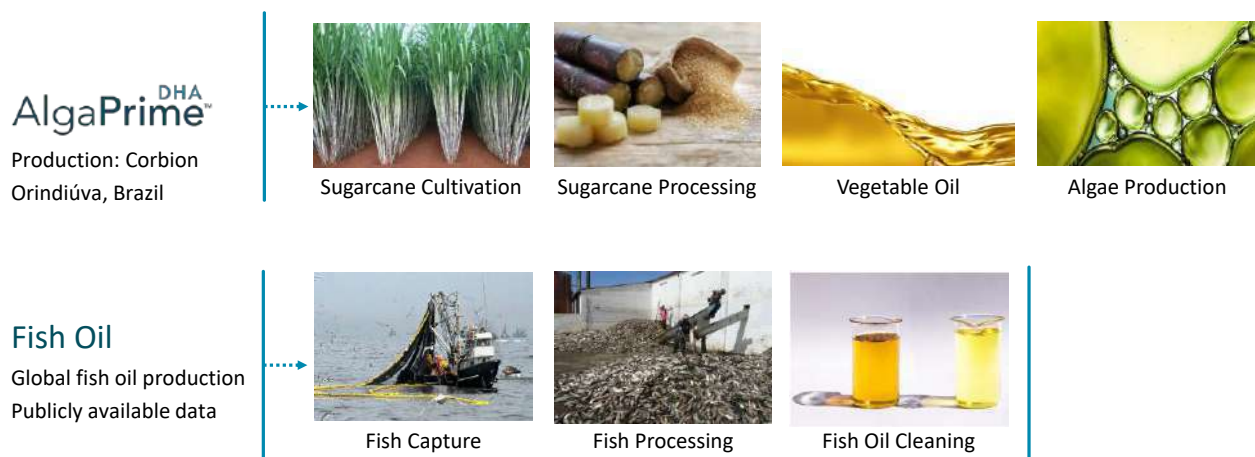 AlgaPrime™ DHA
Production: Corbion
Orindiúva, Brazil
Sugarcane Cultivation
Sugarcane Processing
Vegetable Oil
Algae Production
Fish Oil
Global fish oil production
Publicly available data
Fish Capture
Fish Processing
Fish Oil Cleaning